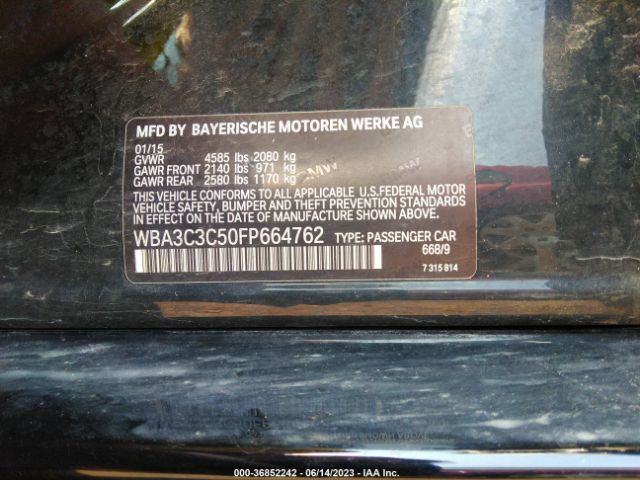 MFD BY BAYERISCHE MOTOREN WERKE AG
01/15
GVWR 4585 lbs 2080 kg
GAWR FRONT 2140 lbs 971 kg
GAWR REAR 2580 lbs 1170 kg
THIS VEHICLE CONFORMS TO ALL APPLICABLE U.S.FEDERAL MOTOR
VEHICLE SAFETY, BUMPER AND THEFT PREVENTION STANDARDS
IN EFFECT ON THE DATE OF MANUFACTURE SHOWN ABOVE.
WBA3C3C50FP664762 TYPE: PASSENGER CAR
668/9
7 315 814
000-36852242 - 06/14/2023 - IAA Inc.